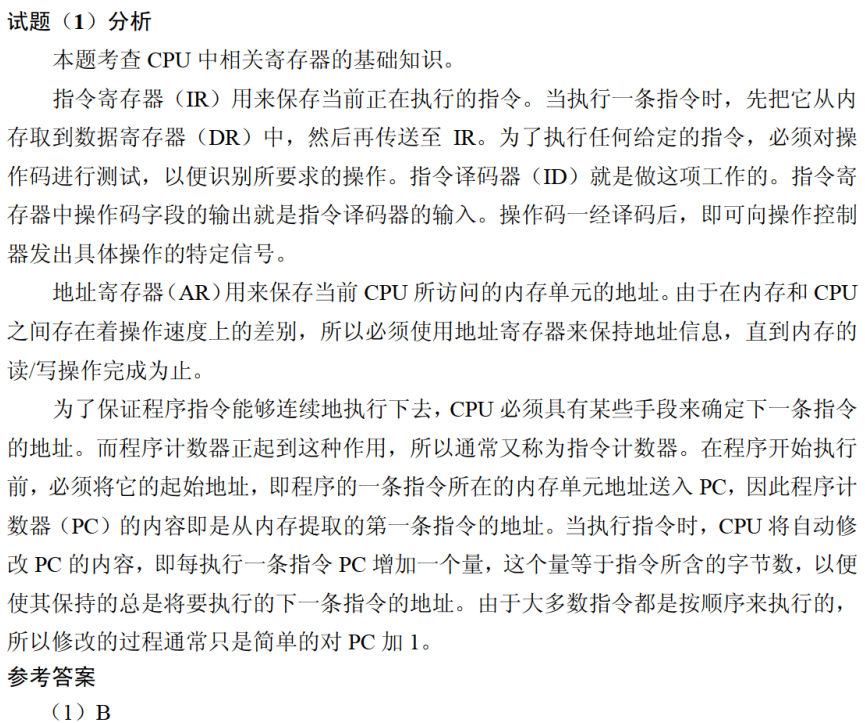 试题（1）分析
本题考查 CPU 中相关寄存器的基础知识。
指令寄存器（IR）用来保存当前正在执行的指令。当执行一条指令时，先把它从内
存取到数据寄存器（DR）中，然后再传送至 IR。为了执行任何给定的指令，必须对操
作码进行测试，以便识别所要求的操作。指令译码器（ID）就是做这项工作的。指令寄
存器中操作码字段的输出就是指令译码器的输入。操作码一经译码后，即可向操作控制
器发出具体操作的特定信号。
地址寄存器（AR）用来保存当前 CPU 所访问的内存单元的地址。由于在内存和 CPU
之间存在着操作速度上的差别，所以必须使用地址寄存器来保持地址信息，直到内存的
读/写操作完成为止。
为了保证程序指令能够连续地执行下去，CPU 必须具有某些手段来确定下一条指令
的地址。而程序计数器正起到这种作用，所以通常又称为指令计数器。在程序开始执行
前，必须将它的起始地址，即程序的一条指令所在的内存单元地址送入 PC，因此程序计
数器（PC）的内容即是从内存提取的第一条指令的地址。当执行指令时，CPU 将自动修
改 PC 的内容，即每执行一条指令 PC 增加一个量，这个量等于指令所含的字节数，以便
使其保持的总是将要执行的下一条指令的地址。由于大多数指令都是按顺序来执行的，
所以修改的过程通常只是简单的对 PC 加 1。
参考答案
（1）B